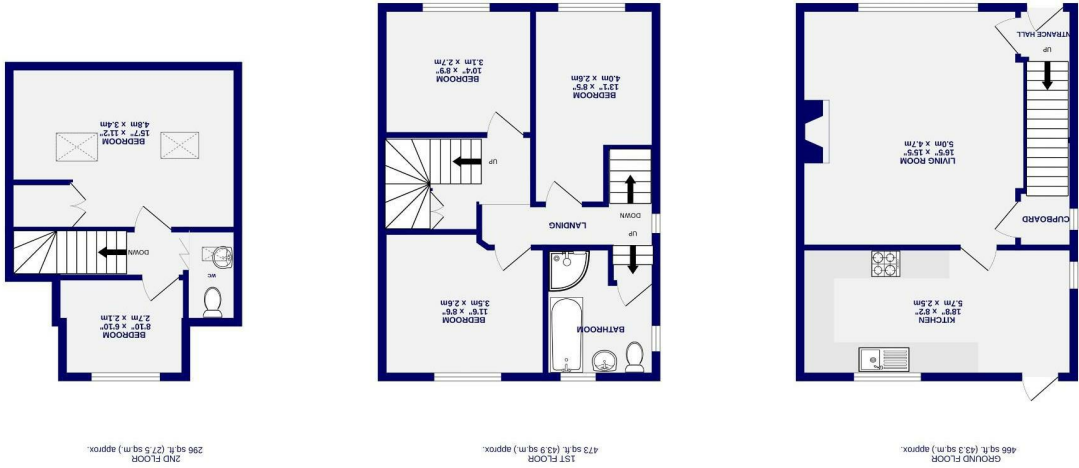 GROUND FLOOR
466 sq.ft. (43.3 sq.m.) approx.
KITCHEN
18'8" x 8'2"
5.7m x 2.5m
CUPBOARD
LIVING ROOM
16'5" x 15'5"
5.0m x 4.7m
UP
NTRANCE HALL
1ST FLOOR
473 sq.ft. (43.9 sq.m.) approx.
BATHROOM
BEDROOM
11'6" x 8'6"
3.5m x 2.6m
UP
LANDING
DOWN
UP
BEDROOM
13'1" x 8'5"
4.0m x 2.6m
BEDROOM
10'4" x 8'9"
3.1m x 2.7m
2ND FLOOR
296 sq.ft. (27.5 sq.m.) approx.
BEDROOM
8'10" x 6'10"
2.7m x 2.1m
WC
DOWN
BEDROOM
15'7" x 11'2"
4.8m x 3.4m